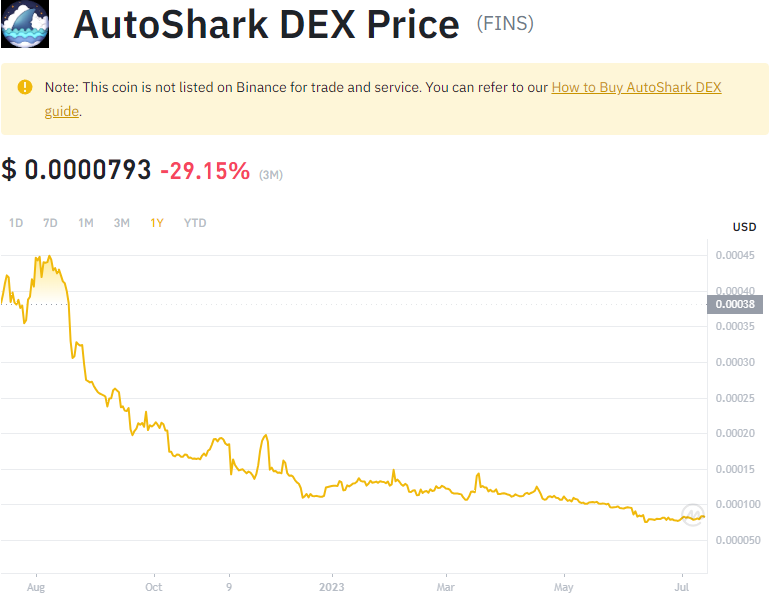 AutoShark DEX Price (FINS)
Note: This coin is not listed on Binance for trade and service. You can refer to our How to Buy AutoShark DEX
guide.
$ 0.0000793 -29.15% (3M)
1D 7D 1M 3M 1Y YTD
USD
0.00045
0.00040
0.00038
0.00035
0.00030
0.00025
0.00020
0.00015
0.000100
0.000050
Aug Oct 9 2023 Mar May Jul